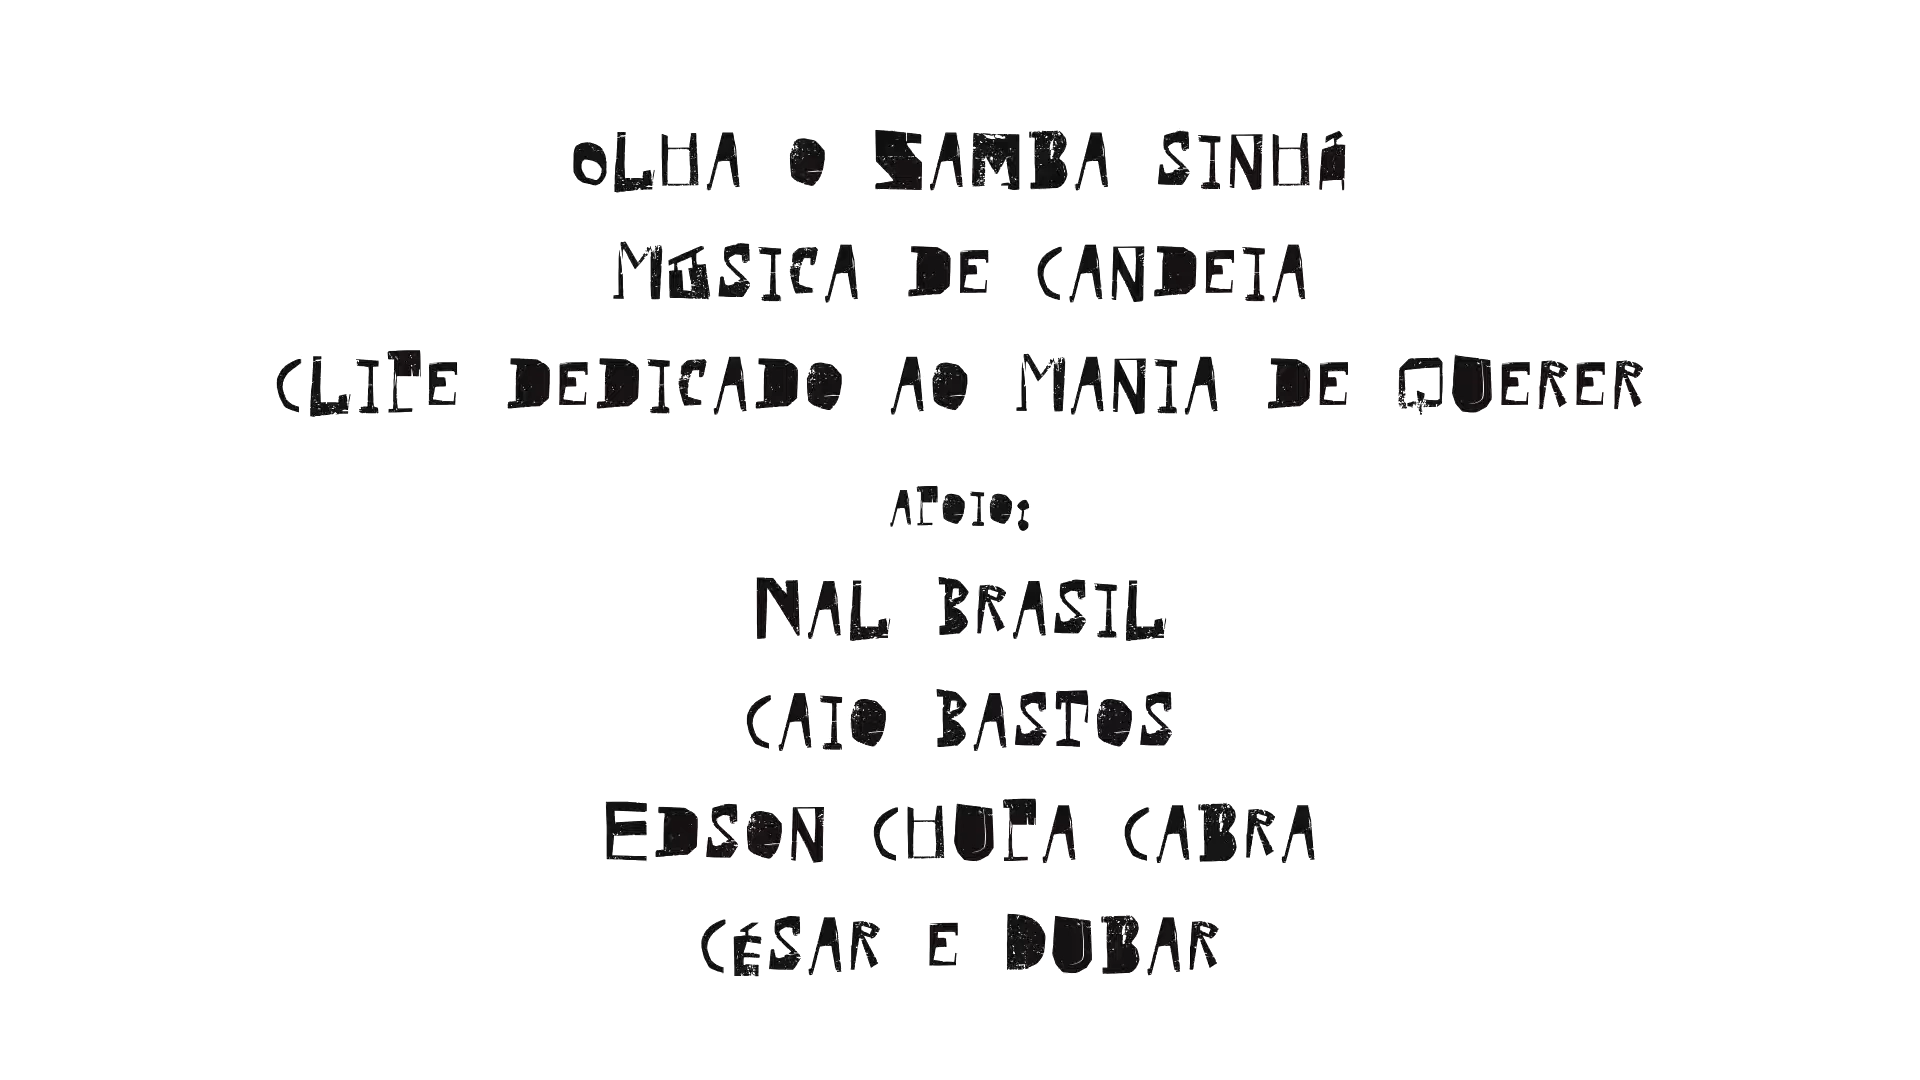 OLHA O SAMBA SINHÁ
MÚSICA DE CANDEIA
CLIPE DEDICADO AO MANIA DE QUERER
APOIO:
NAL BRASIL
CAIO BASTOS
EDSON CHUPA CABRA
CÉSAR E DUBAR